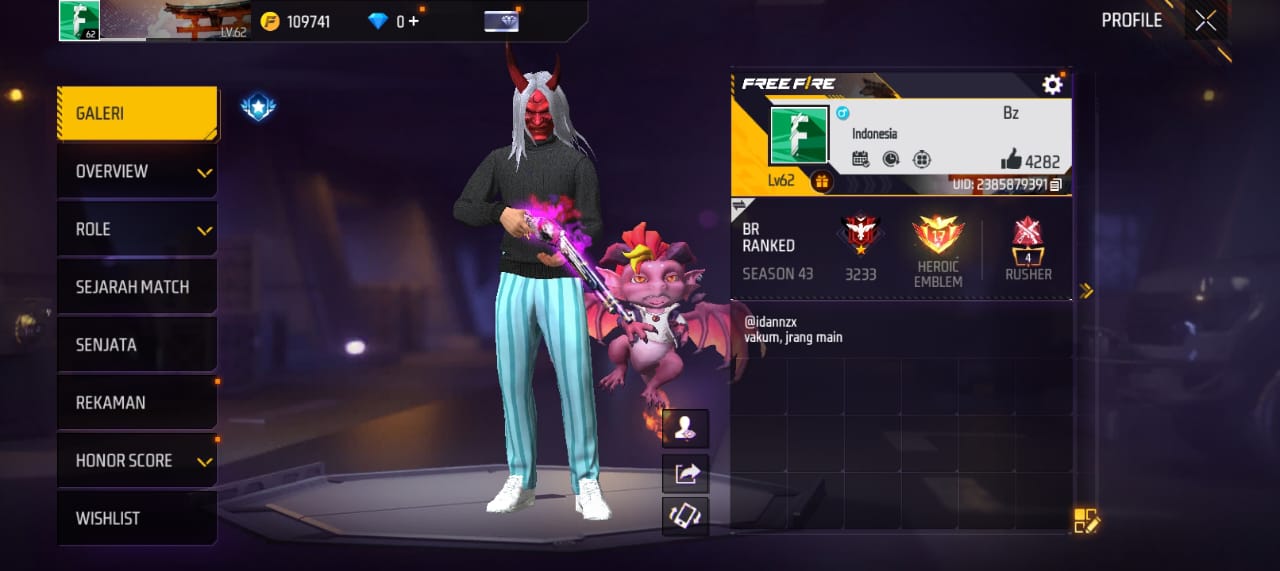 62
LV.62
109741
0 +
PROFILE
GALERI
OVERVIEW
ROLE
SEJARAH MATCH
SENJATA
REKAMAN
HONOR SCORE
WISHLIST
FREE FIRE
Bz
Indonesia
4282
Lv62
UID: 2385879391
BR
RANKED
SEASON 43
3233
17
HEROIC
EMBLEM
4
RUSHER
@idannzx
vakum, jrang main